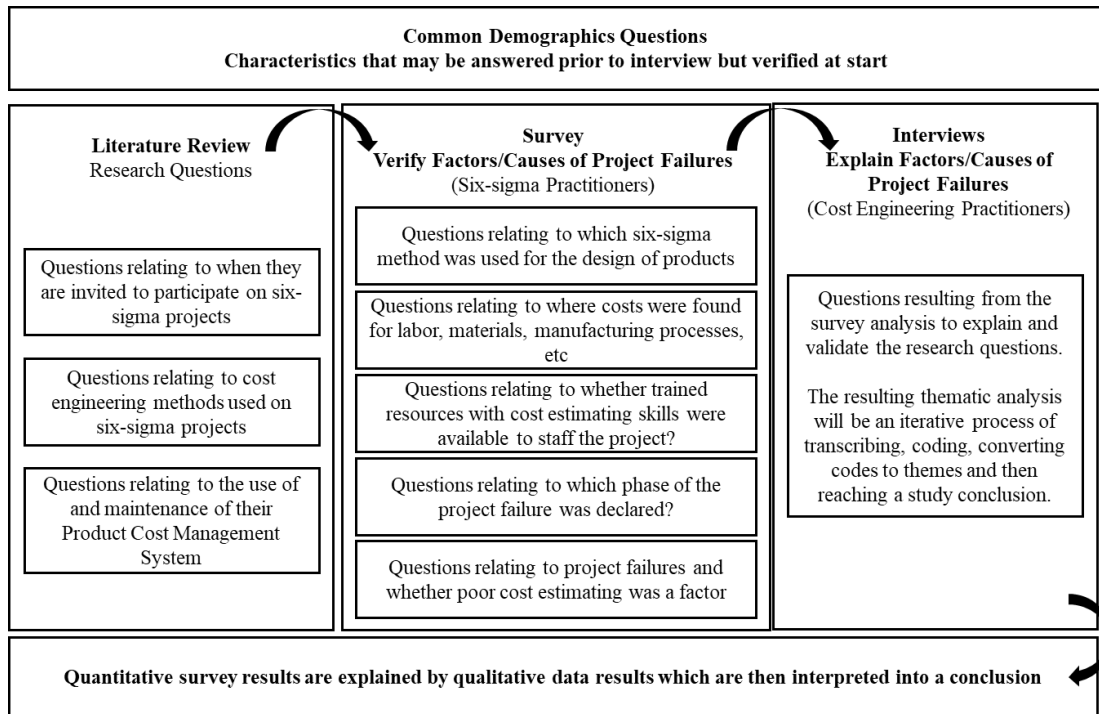 Common Demographics Questions
Characteristics that may be answered prior to interview but verified at start
Literature Review
Research Questions
Questions relating to when they
are invited to participate on six-
sigma projects
Questions relating to cost
engineering methods used on
six-sigma projects
Questions relating to the use of
and maintenance of their
Product Cost Management
System
Survey
Verify Factors/Causes of Project Failures
(Six-sigma Practitioners)
Questions relating to which six-sigma
method was used for the design of products
Questions relating to where costs were found
for labor, materials, manufacturing processes,
etc
Questions relating to whether trained
resources with cost estimating skills were
available to staff the project?
Questions relating to which phase of the
project failure was declared?
Questions relating to project failures and
whether poor cost estimating was a factor
Interviews
Explain Factors/Causes of
Project Failures
(Cost Engineering Practitioners)
Questions resulting from the
survey analysis to explain and
validate the research questions.
The resulting thematic analysis
will be an iterative process of
transcribing, coding, converting
codes to themes and then
reaching a study conclusion.
Quantitative survey results are explained by qualitative data results which are then interpreted into a conclusion